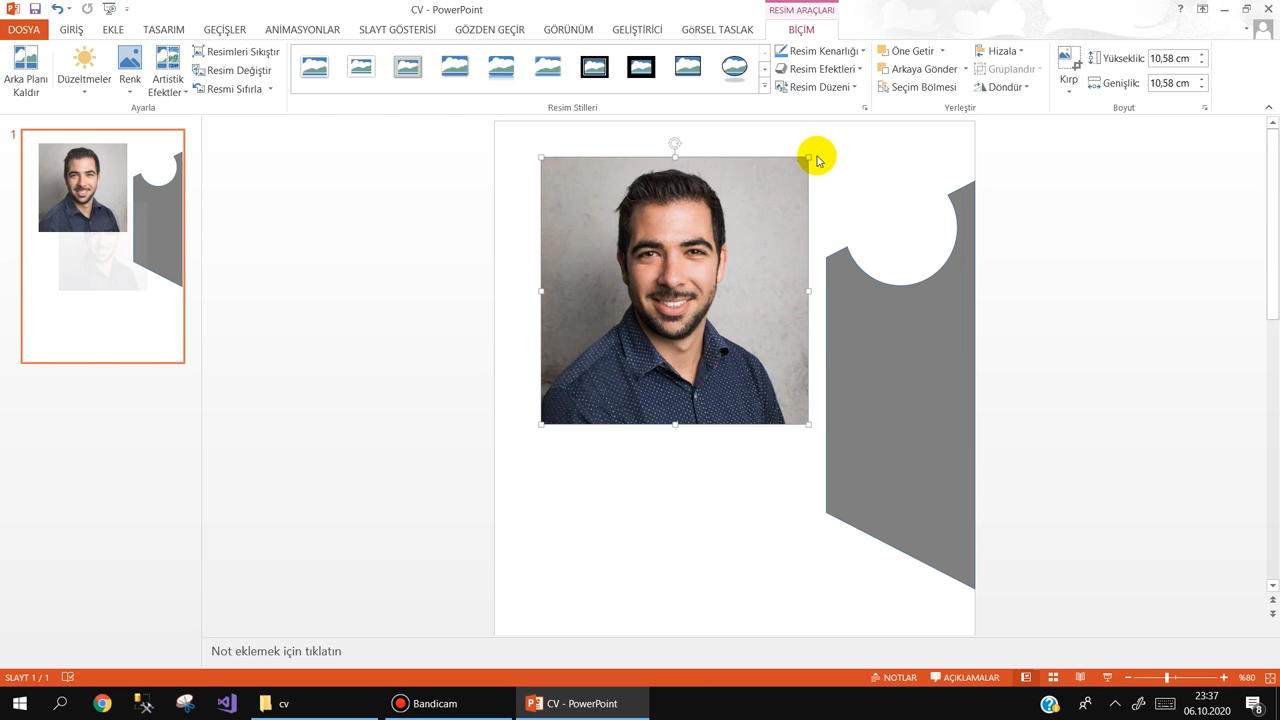 CV - PowerPoint
RESİM ARAÇLARI
?
DOSYA GİRİŞ EKLE TASARIM GEÇİŞLER ANİMASYONLAR SLAYT GÖSTERİSİ GÖZDEN GEÇİR GÖRÜNÜM GELİŞTİRİCİ GöRSEL TASLAK BİÇİM
Arka Planı Kaldır
Düzeltmeler
Renk
Artistik Efektler
Resimleri Sıkıştır
Resim Değiştir
Resmi Sıfırla
Ayarla
Resim Stilleri
Resim Kenarlığı
Resim Efektleri
Resim Düzeni
Öne Getir
Arkaya Gönder
Seçim Bölmesi
Hizala
Gruplandır
Döndür
Yerleştir
Kırp
Yükseklik: 10,58 cm
Genişlik: 10,58 cm
Boyut
1
Not eklemek için tıklatın
SLAYT 1 / 1
NOTLAR
AÇIKLAMALAR
%80
cv
Bandicam
CV - PowerPoint
23:37
06.10.2020
8